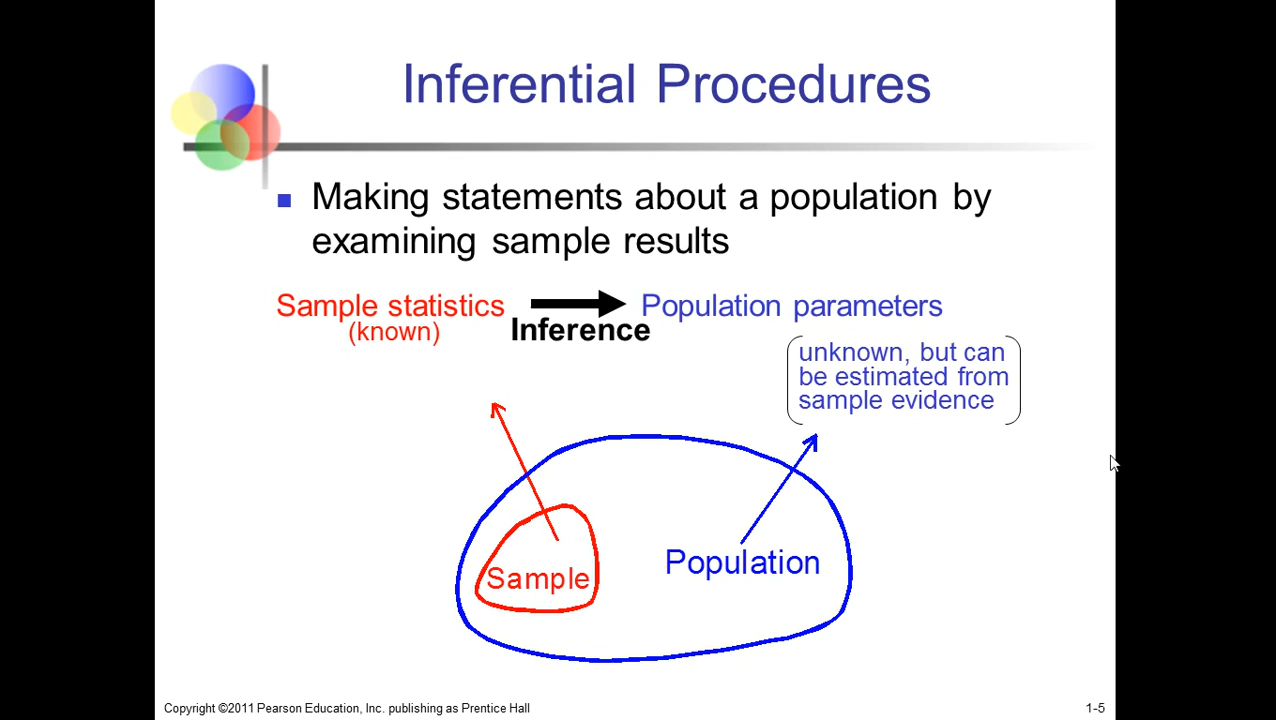 Inferential Procedures
Making statements about a population by
examining sample results
Sample statistics
(known)
Inference
Population parameters
unknown, but can
be estimated from
sample evidence
Sample
Population
Copyright ©2011 Pearson Education, Inc. publishing as Prentice Hall
1-5